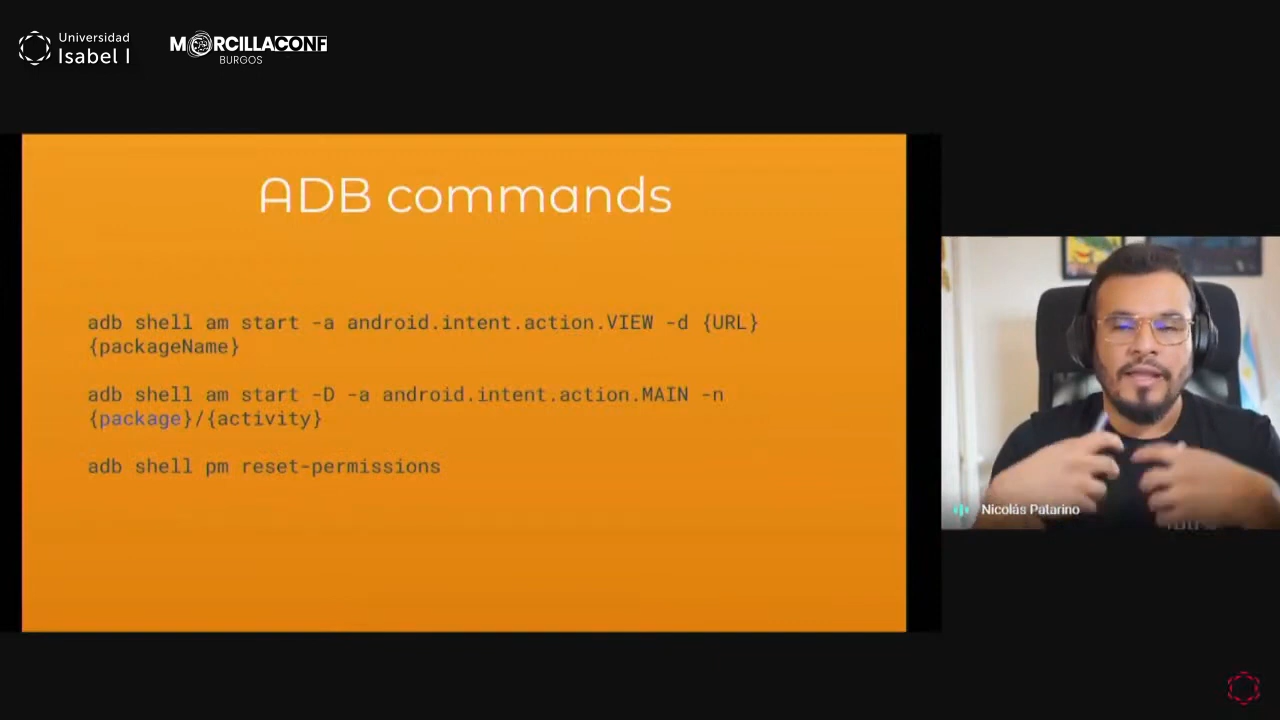 Universidad
Isabel I
MORCILLACONF
BURGOS
ADB commands
adb shell am start -a android.intent.action.VIEW -d {URL}
{packageName}
adb shell am start -D -a android.intent.action.MAIN -n
{package}/{activity}
adb shell pm reset-permissions
Nicolás Patarino